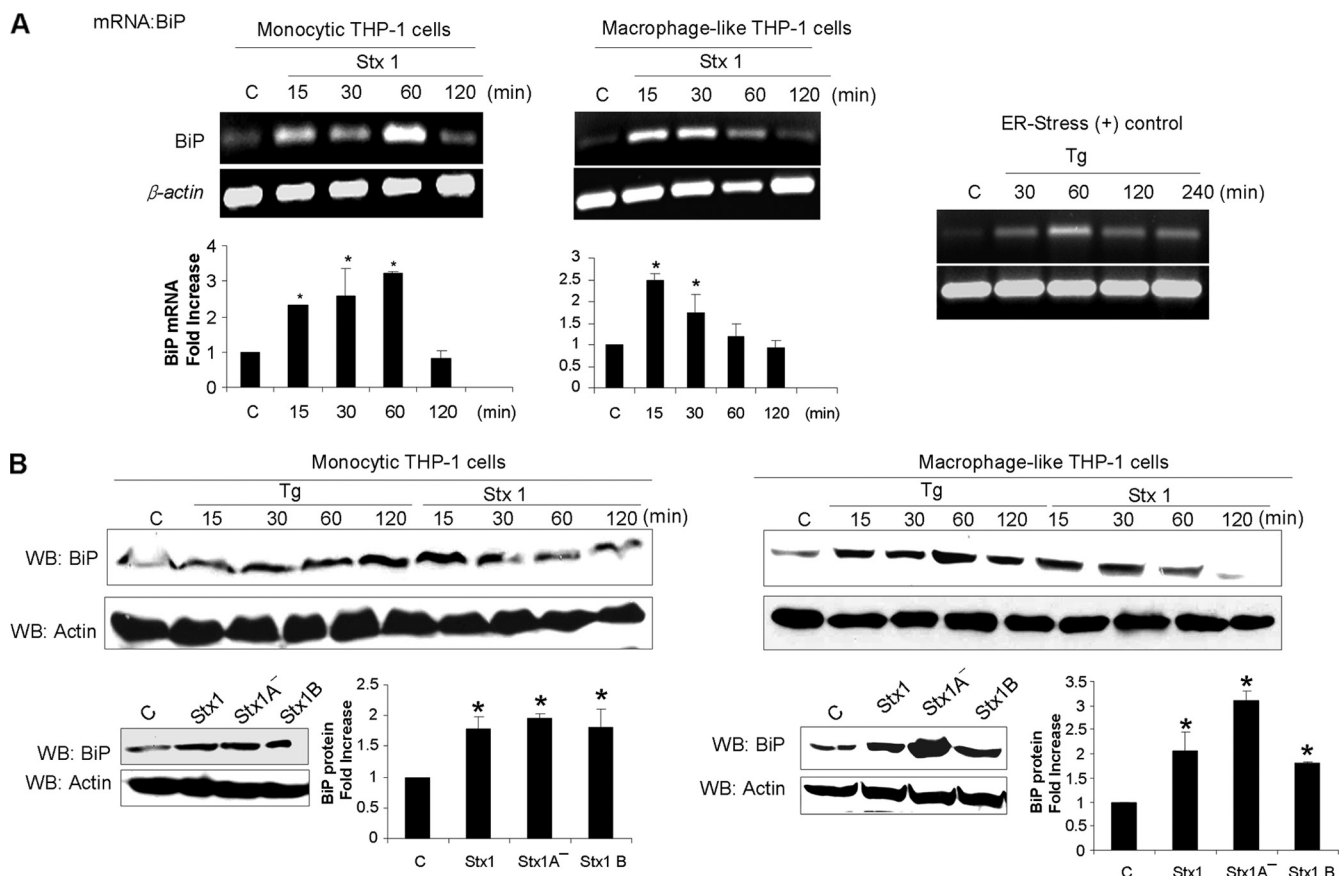 A
mRNA:BiP
Monocytic THP-1 cells
Stx 1
C 15 30 60 120 (min)
BiP
β-actin
BiP mRNA
Fold Increase
4
3
2
1
0
* * *
C 15 30 60 120 (min)
Macrophage-like THP-1 cells
Stx 1
C 15 30 60 120 (min)
3
2.5
2
1.5
1
0.5
0
* *
C 15 30 60 120 (min)
ER-Stress (+) control
Tg
C 30 60 120 240 (min)
B
Monocytic THP-1 cells
Tg Stx 1
C 15 30 60 120 15 30 60 120 (min)
WB: BiP
WB: Actin
C Stx1 Stx1A⁻ Stx1B
WB: BiP
WB: Actin
BiP protein
Fold Increase
2.5
2
1.5
1
0.5
0
* * *
C Stx1 Stx1A⁻ Stx1 B
Macrophage-like THP-1 cells
Tg Stx 1
C 15 30 60 120 15 30 60 120 (min)
WB: BiP
WB: Actin
C Stx1 Stx1A⁻ Stx1B
WB: BiP
WB: Actin
BiP protein
Fold Increase
3.5
3
2.5
2
1.5
1
0.5
0
* * *
C Stx1 Stx1A⁻ Stx1 B